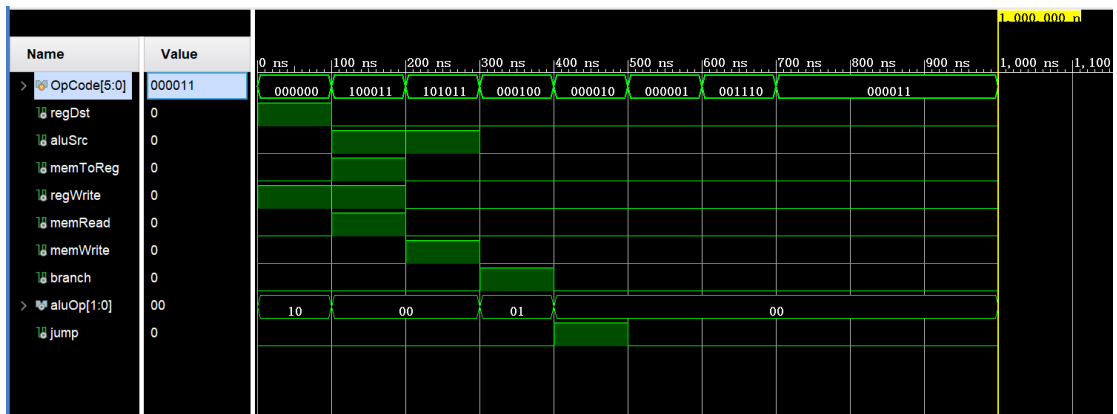 1,000.000 n
Name Value
0 ns 100 ns 200 ns 300 ns 400 ns 500 ns 600 ns 700 ns 800 ns 900 ns 1,000 ns 1,100
OpCode[5:0] 000011 000000 100011 101011 000100 000010 000001 001110 000011
regDst 0
aluSrc 0
memToReg 0
regWrite 0
memRead 0
memWrite 0
branch 0
aluOp[1:0] 00 10 00 01 00
jump 0